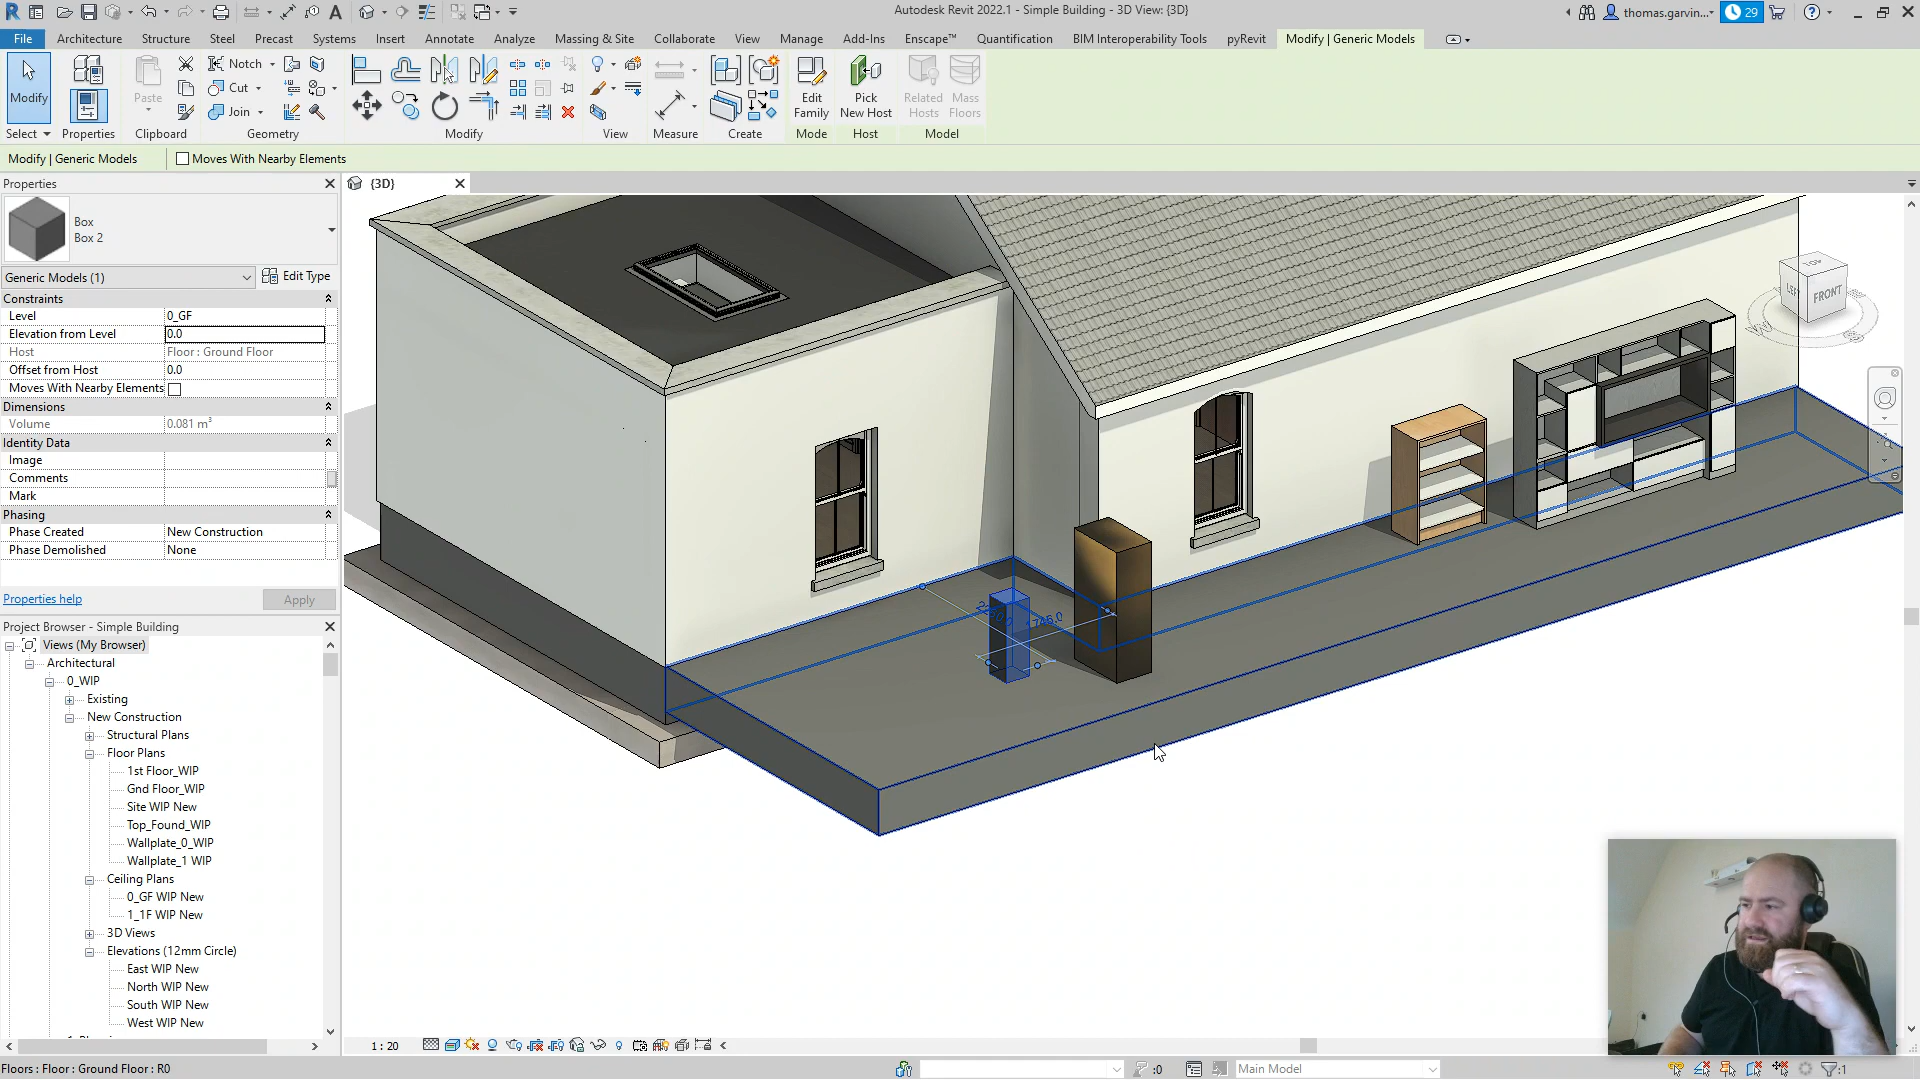 Autodesk Revit 2022.1 - Simple Building - 3D View: {3D}
thomas.garvin...
29
File
Architecture
Structure
Steel
Precast
Systems
Insert
Annotate
Analyze
Massing & Site
Collaborate
View
Manage
Add-Ins
Enscape™
Quantification
BIM Interoperability Tools
pyRevit
Modify | Generic Models
Modify
Select
Properties
Paste
Clipboard
Notch
Cut
Join
Geometry
Modify
View
Measure
Create
Edit
Family
Mode
Pick
New Host
Host
Related
Hosts
Mass
Floors
Model
Modify | Generic Models
Moves With Nearby Elements
Properties
{3D}
Box
Box 2
Generic Models (1)
Edit Type
Constraints
Level 0_GF
Elevation from Level 0.0
Host Floor : Ground Floor
Offset from Host 0.0
Moves With Nearby Elements
Dimensions
Volume 0.081 m³
Identity Data
Image
Comments
Mark
Phasing
Phase Created New Construction
Phase Demolished None
Properties help
Apply
Project Browser - Simple Building
Views (My Browser)
Architectural
0_WIP
Existing
New Construction
Structural Plans
Floor Plans
1st Floor_WIP
Gnd Floor_WIP
Site WIP New
Top_Found_WIP
Wallplate_0_WIP
Wallplate_1 WIP
Ceiling Plans
0_GF WIP New
1_1F WIP New
3D Views
Elevations (12mm Circle)
East WIP New
North WIP New
South WIP New
West WIP New
LEFT
FRONT
W
S
1 : 20
Floors : Floor : Ground Floor : R0
:0
Main Model
:1